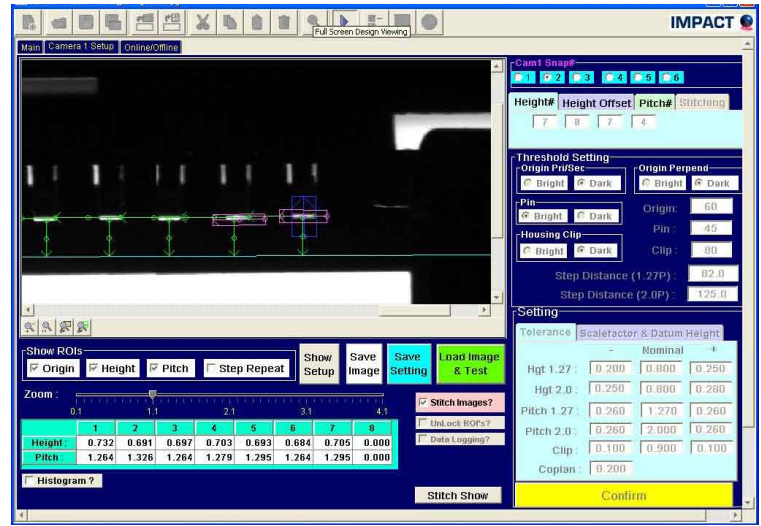 IMPACT
Full Screen Design Viewing
Main Camera 1 Setup Online/Offline
Cam1 Snap#
1 2 3 4 5 6
Height# Height Offset Pitch# Stitching
7 8 7 4
Threshold Setting
Origin Pri/Sec Origin Perpend
Bright Dark Bright Dark
Pin
Bright Dark
Origin: 60
Pin : 45
Housing Clip
Bright Dark
Clip : 80
Step Distance (1.27P) : 82.0
Step Distance (2.0P) : 125.0
Setting
Tolerance Scalefactor & Datum Height
- Nominal +
Hgt 1.27 : 0.200 0.800 0.250
Hgt 2.0 : 0.250 0.800 0.280
Pitch 1.27 : 0.260 1.270 0.260
Pitch 2.0 : 0.260 2.000 0.260
Clip : 0.100 0.900 0.100
Coplan : 0.200
Confirm
Show ROIs
Origin Height Pitch Step Repeat
Show Setup
Save Image
Save Setting
Load Image & Test
Zoom :
0.1 1.1 2.1 3.1 4.1
Stitch Images?
UnLock ROI's?
Data Logging?
1 2 3 4 5 6 7 8
Height : 0.732 0.691 0.697 0.703 0.693 0.684 0.705 0.000
Pitch : 1.264 1.326 1.264 1.279 1.295 1.264 1.295 0.000
Histogram ?
Stitch Show